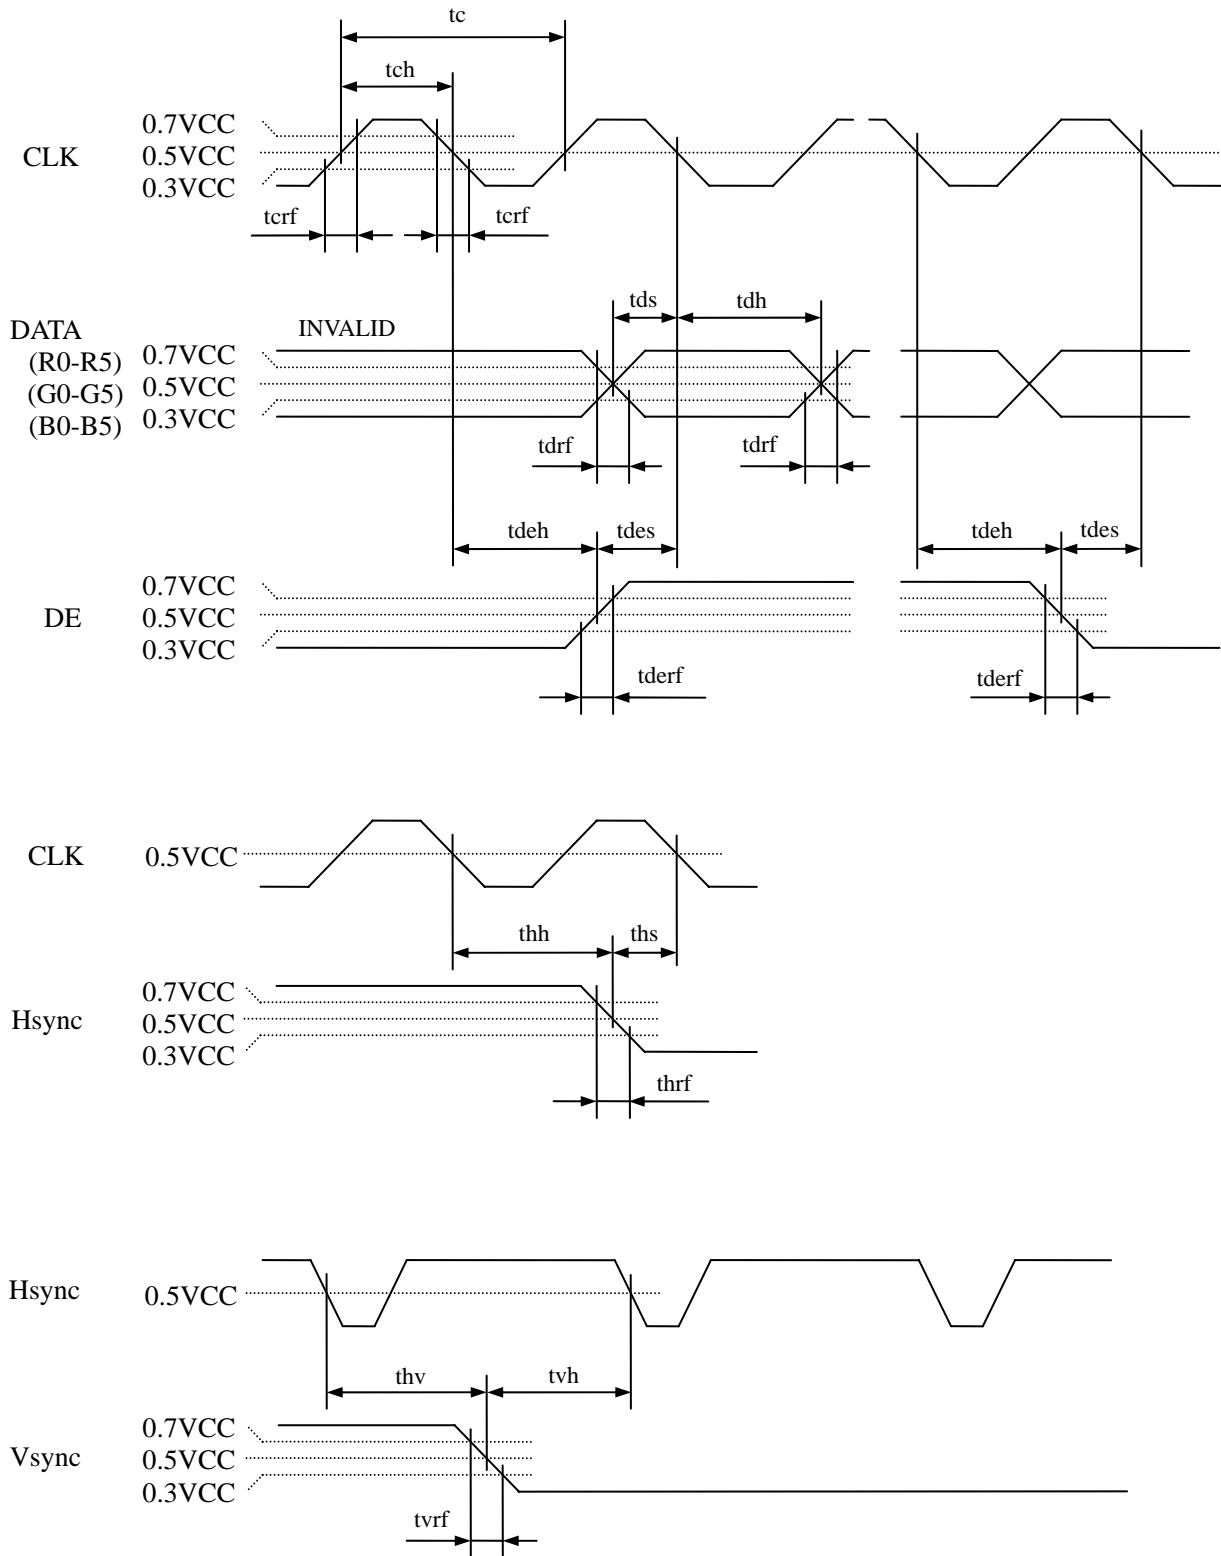 tc
tch
0.7VCC
CLK 0.5VCC
0.3VCC
tcrf tcrf
tds tdh
DATA INVALID
(R0-R5) 0.7VCC
(G0-G5) 0.5VCC
(B0-B5) 0.3VCC
tdrf tdrf
tdeh tdes tdeh tdes
0.7VCC
DE 0.5VCC
0.3VCC
tderf tderf
CLK 0.5VCC
thh ths
0.7VCC
Hsync 0.5VCC
0.3VCC
thrf
Hsync 0.5VCC
thv tvh
0.7VCC
Vsync 0.5VCC
0.3VCC
tvrf